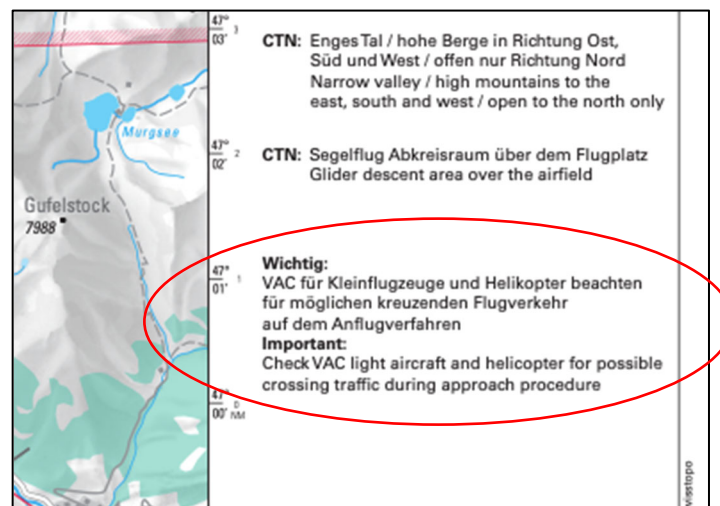 47°
03'
3
Murgsee
47°
02'
2
Gufelstock
7988
47°
01'
1
47°
00'
0
NM
CTN: Enges Tal / hohe Berge in Richtung Ost,
Süd und West / offen nur Richtung Nord
Narrow valley / high mountains to the
east, south and west / open to the north only
CTN: Segelflug Abkreisraum über dem Flugplatz
Glider descent area over the airfield
Wichtig:
VAC für Kleinflugzeuge und Helikopter beachten
für möglichen kreuzenden Flugverkehr
auf dem Anflugverfahren
Important:
Check VAC light aircraft and helicopter for possible
crossing traffic during approach procedure